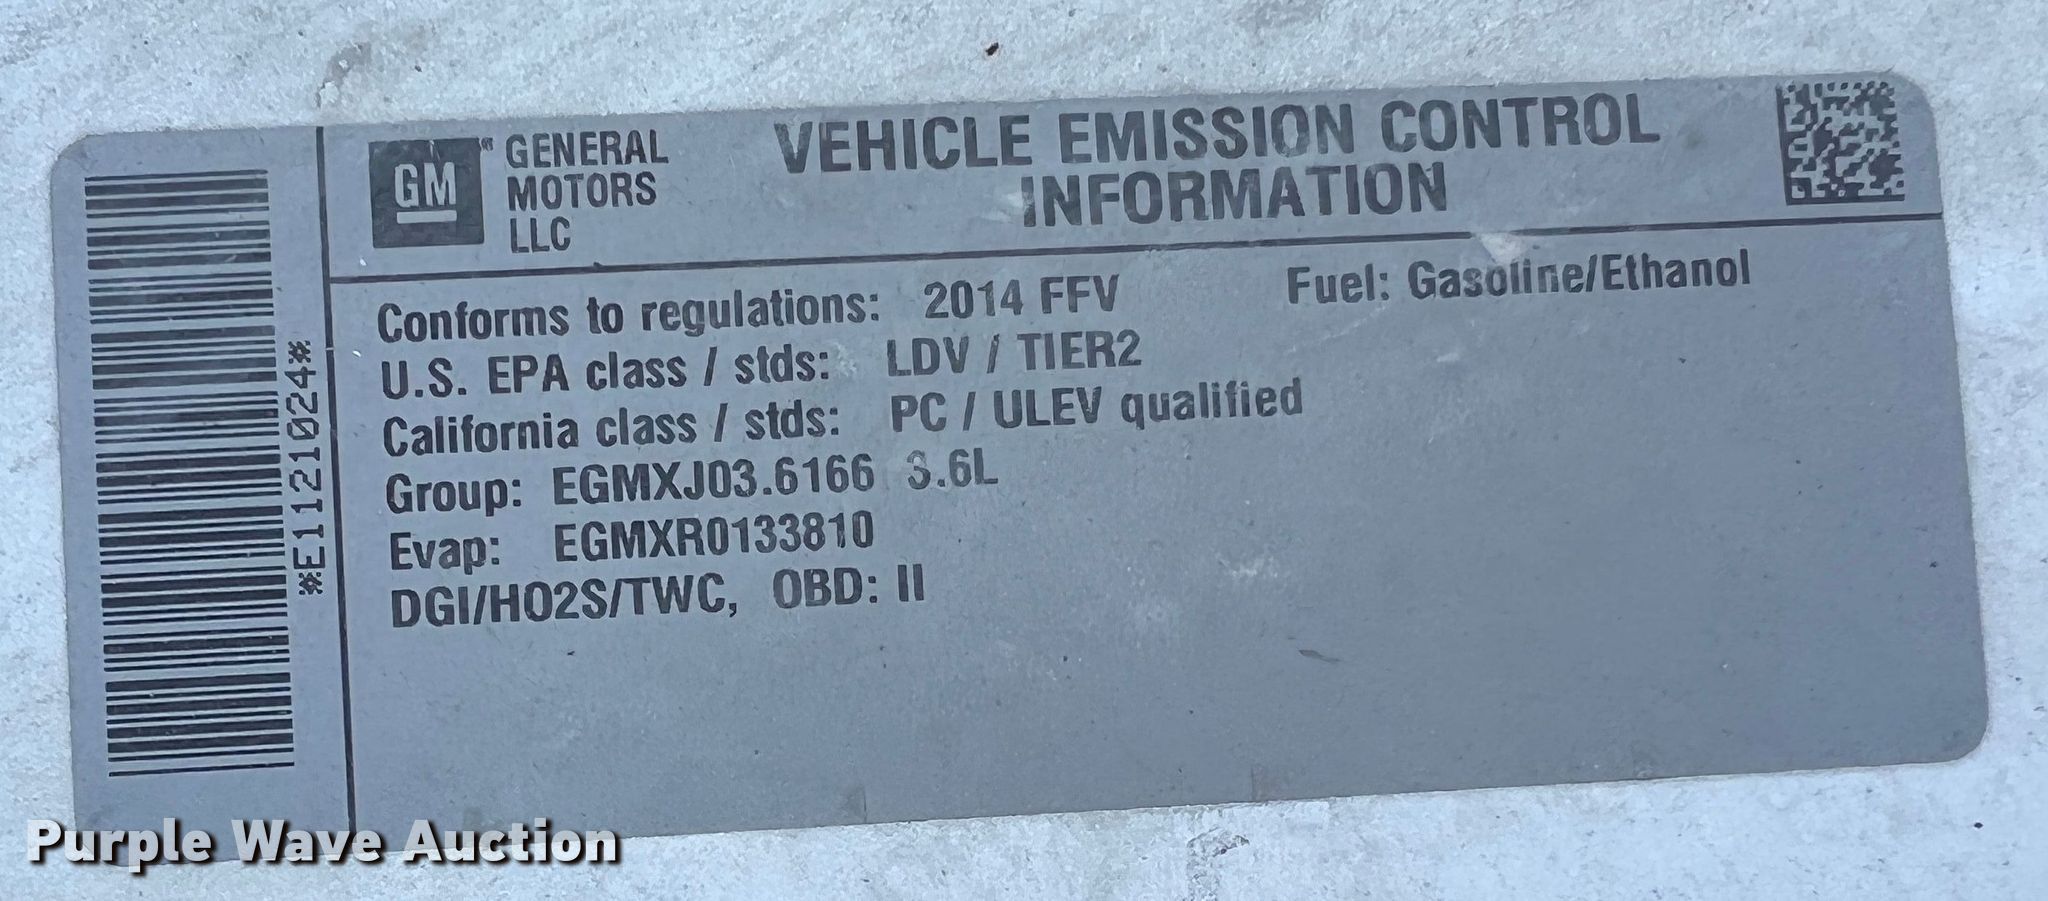 *E11210244*
GM
GENERAL
MOTORS
LLC
VEHICLE EMISSION CONTROL
INFORMATION
Conforms to regulations: 2014 FFV Fuel: Gasoline/Ethanol
U.S. EPA class / stds: LDV / TIER2
California class / stds: PC / ULEV qualified
Group: EGMXJ03.6166 3.6L
Evap: EGMXR0133810
DGI/HO2S/TWC, OBD: II
Purple Wave Auction